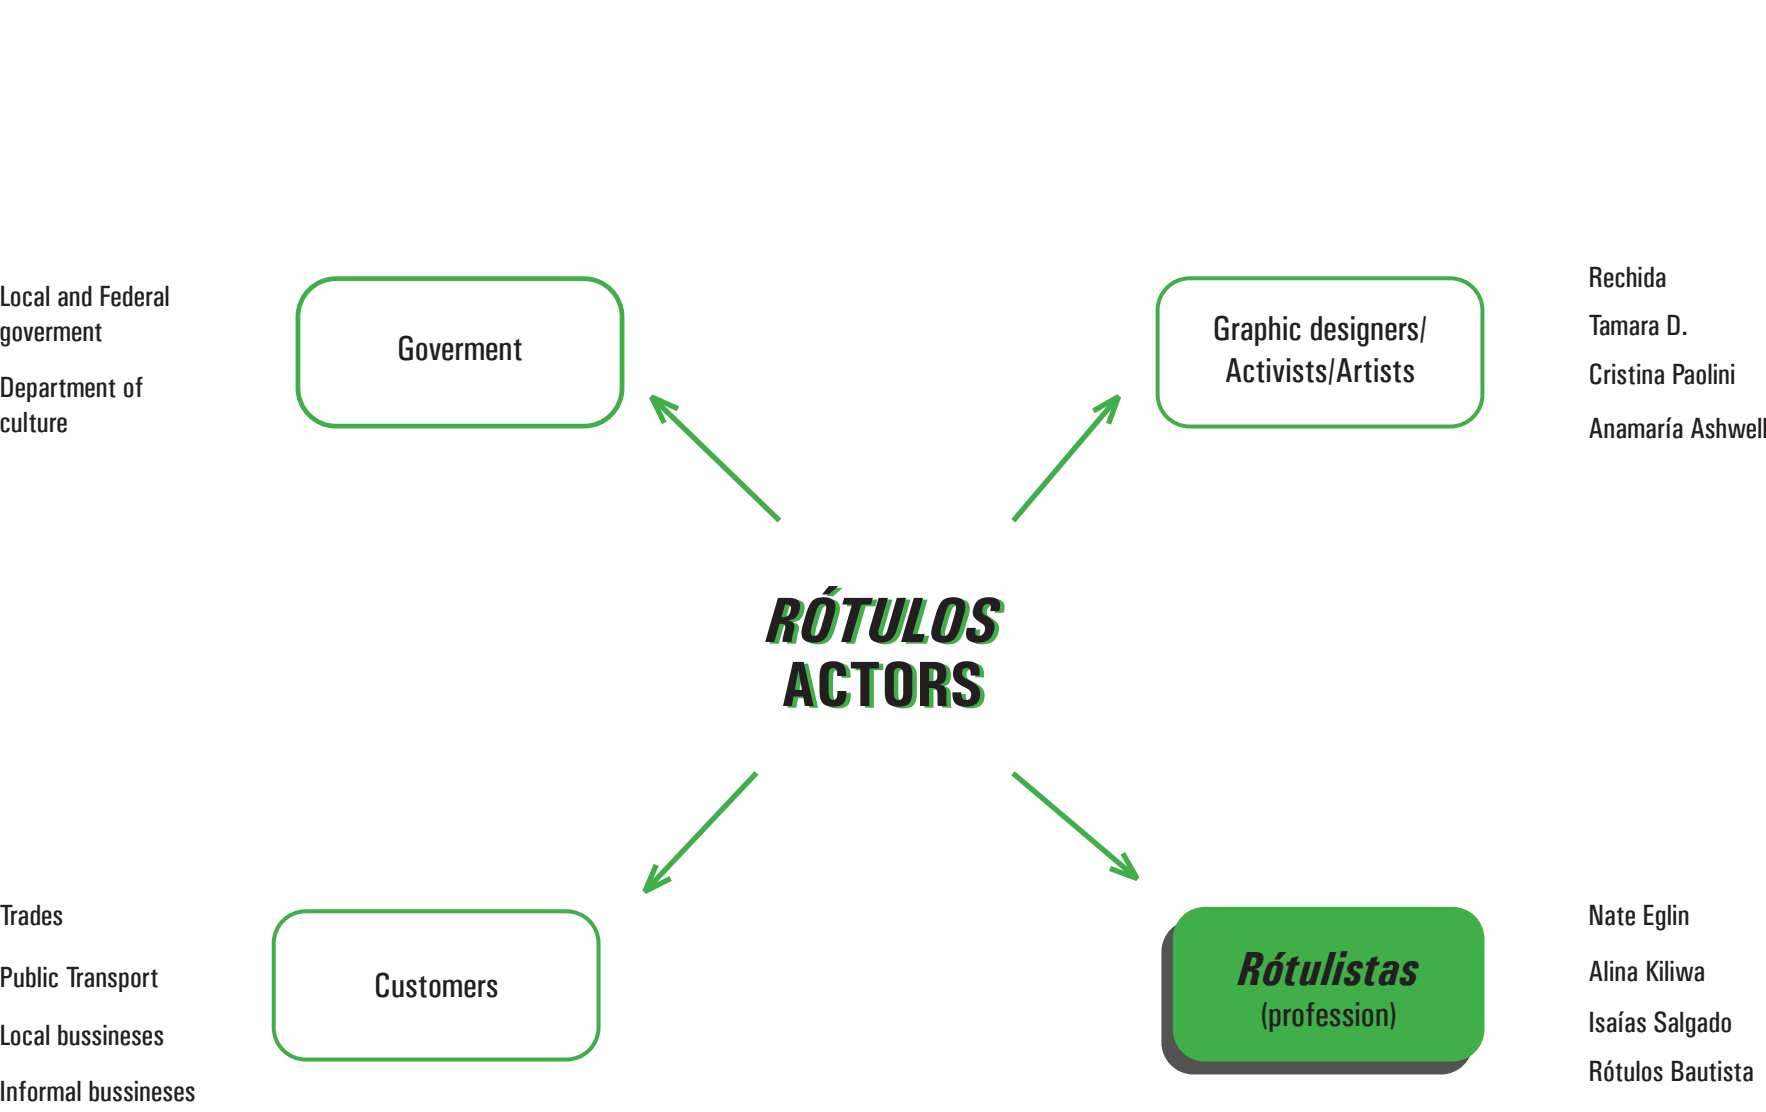 Local and Federal
goverment
Department of
culture
Goverment
Graphic designers/
Activists/Artists
Rechida
Tamara D.
Cristina Paolini
Anamaría Ashwell
RÓTULOS
ACTORS
Trades
Public Transport
Local bussineses
Informal bussineses
Customers
Rótulistas
(profession)
Nate Eglin
Alina Kiliwa
Isaías Salgado
Rótulos Bautista